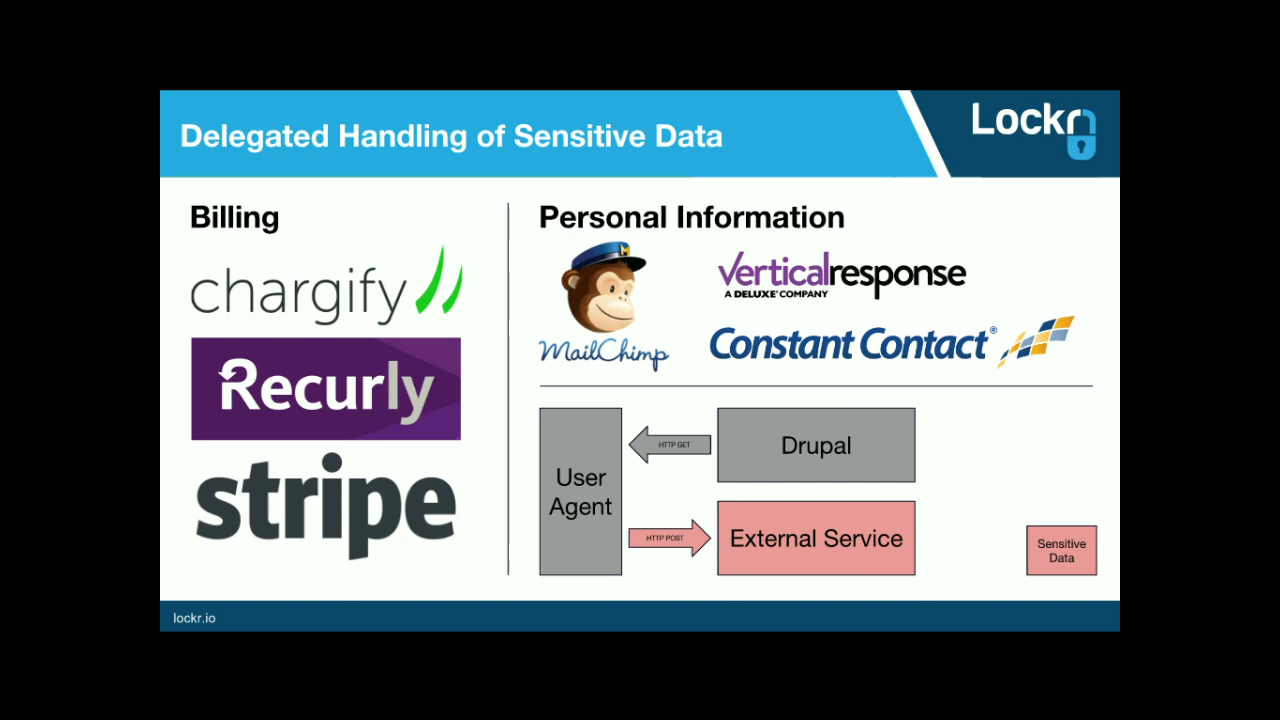 Delegated Handling of Sensitive Data
Lockr
Billing
chargify
Recurly
stripe
Personal Information
M
MailChimp
verticalresponse
A DELUXE® COMPANY
Constant Contact®
User
Agent
HTTP GET
Drupal
HTTP POST
External Service
Sensitive
Data
lockr.io